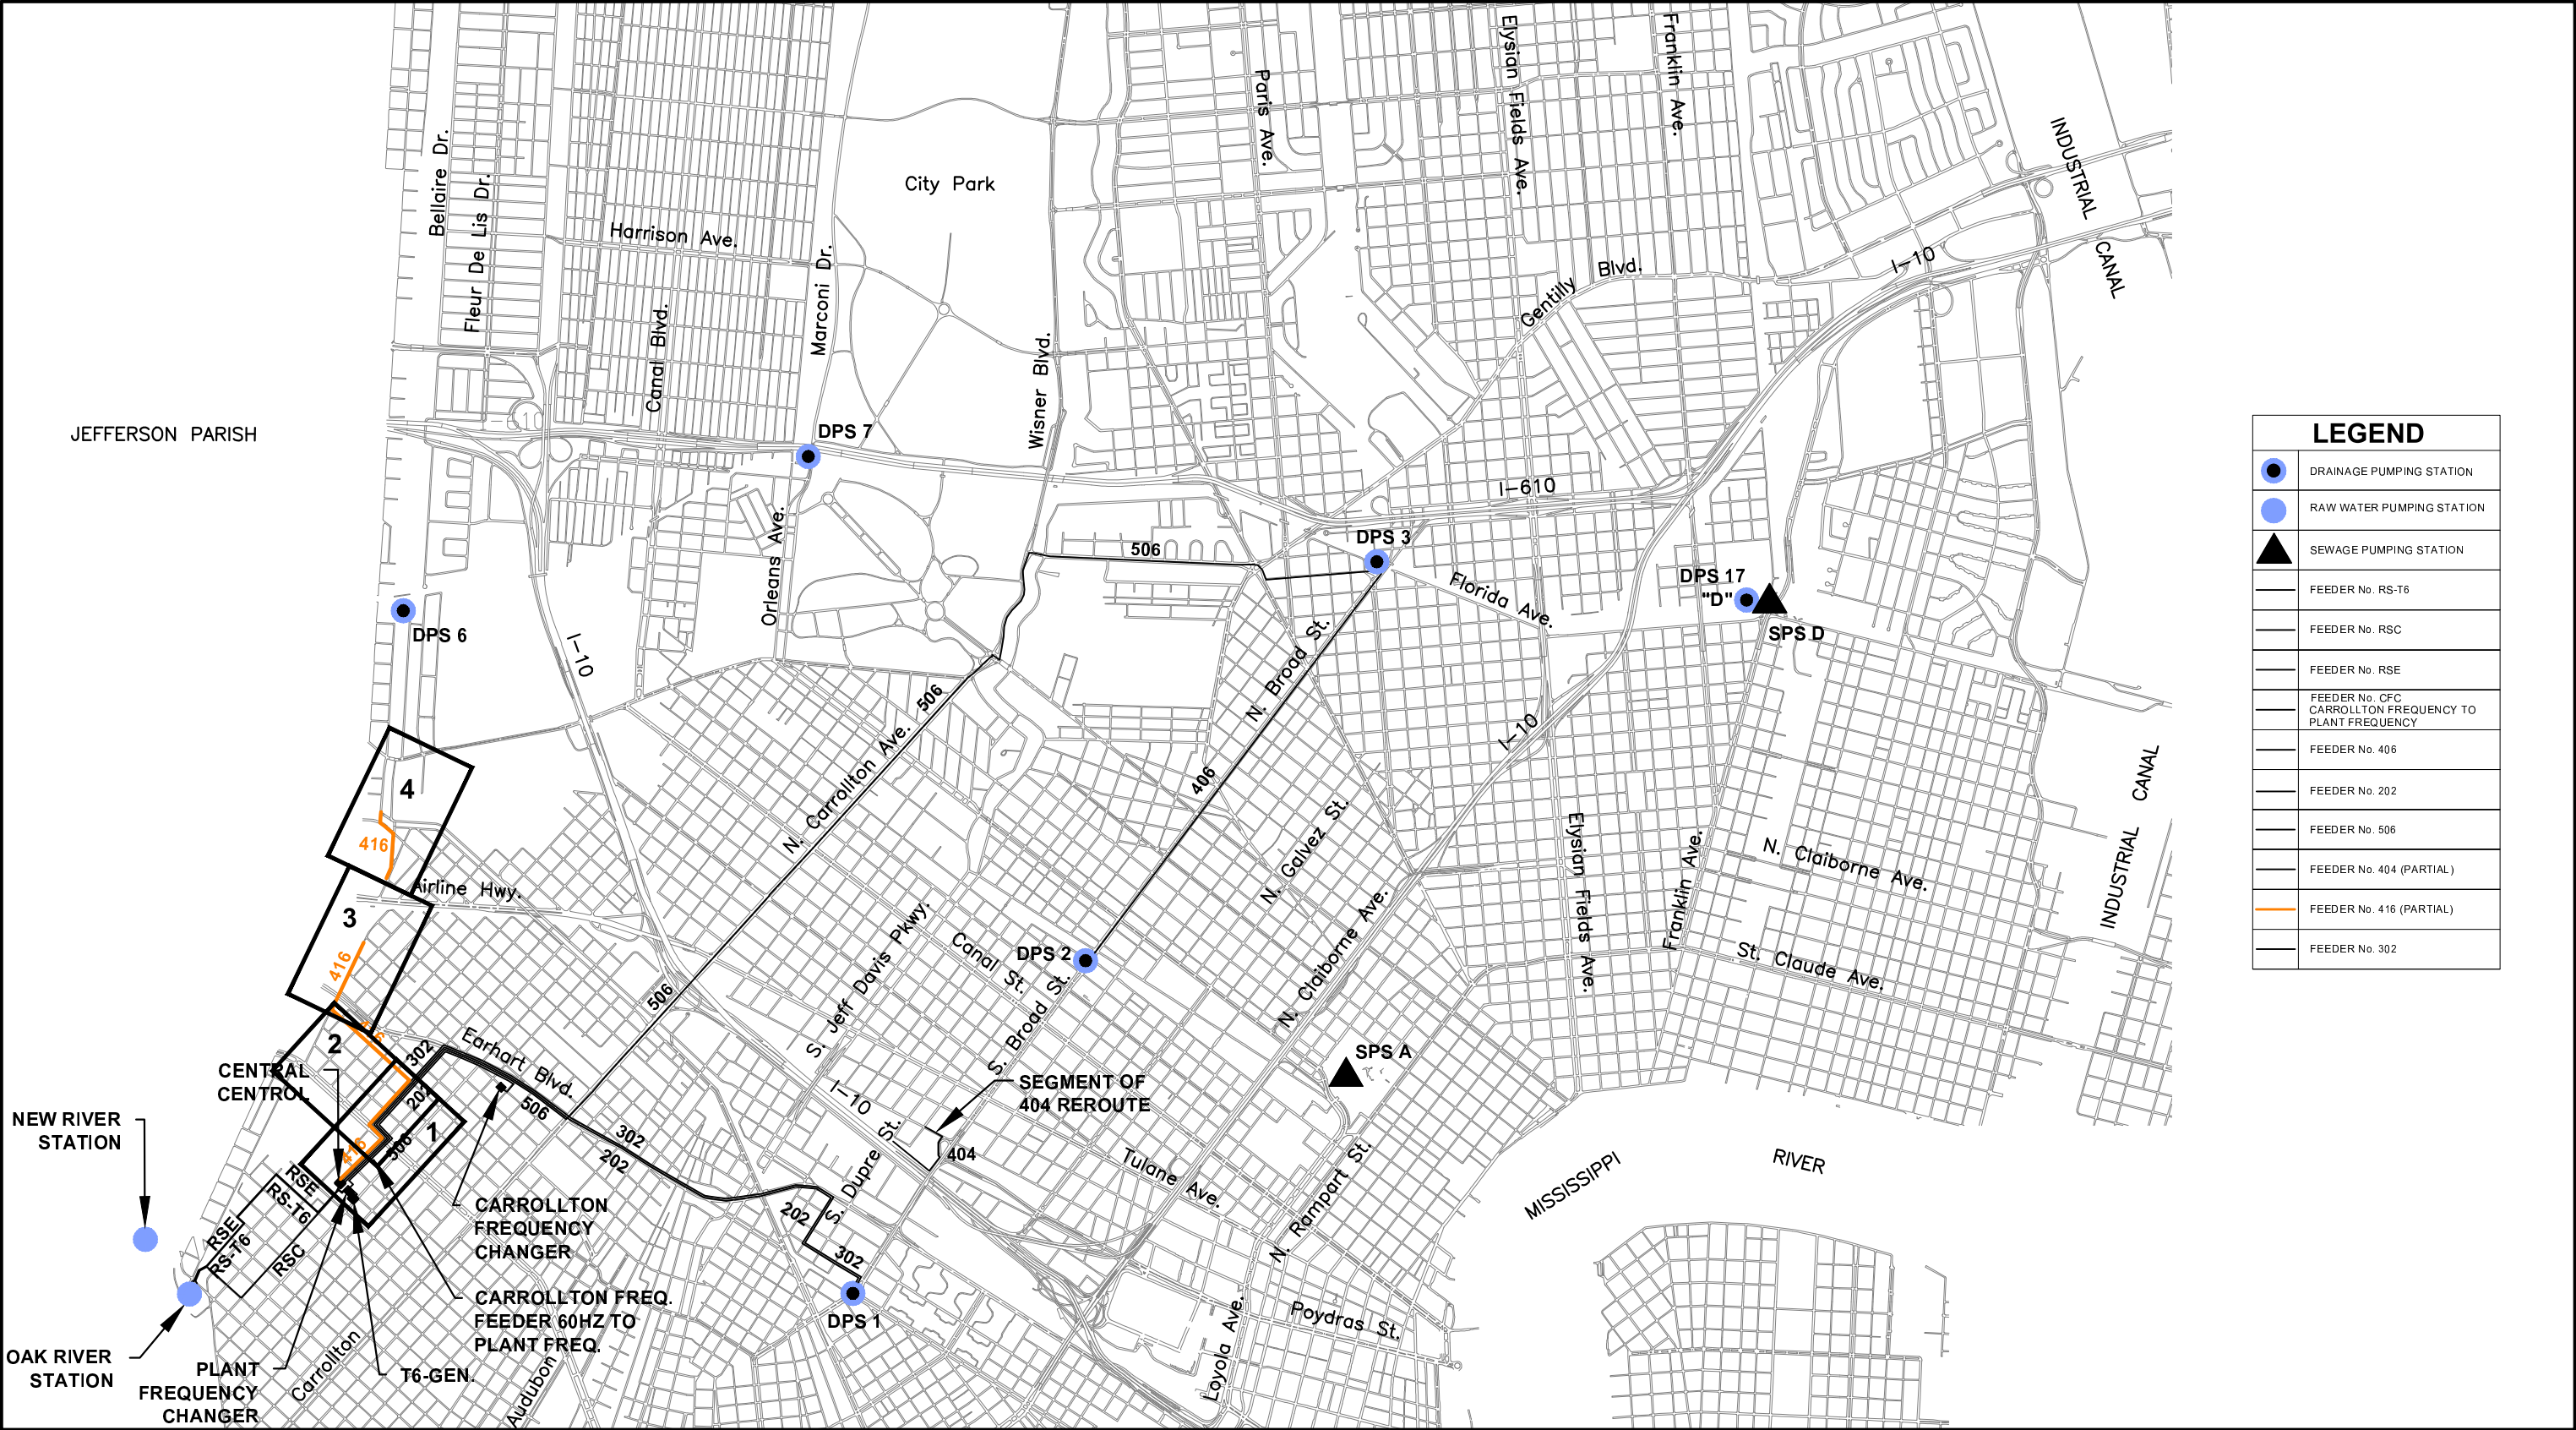 Bellaire Dr.
Fleur De Lis Dr.
Harrison Ave.
Canal Blvd.
Marconi Dr.
City Park
Wisner Blvd.
Paris Ave.
Elysian Fields Ave.
Franklin Ave.
Gentilly Blvd.
I-10
INDUSTRIAL CANAL
JEFFERSON PARISH
DPS 7
Orleans Ave.
I-610
DPS 3
506
Florida Ave.
DPS 17
"D"
SPS D
DPS 6
I-10
N. Broad St.
506
N. Carrollton Ave.
406
I-10
N. Galvez St.
Elysian Fields Ave.
Franklin Ave.
N. Claiborne Ave.
INDUSTRIAL CANAL
4
416
Airline Hwy.
3
416
S. Jeff Davis Pkwy.
Canal St.
DPS 2
S. Broad St.
N. Claiborne Ave.
St. Claude Ave.
506
2
302
Earhart Blvd.
CENTRAL
CONTROL
202
506
1
416
506
302
202
I-10
SEGMENT OF
404 REROUTE
404
SPS A
NEW RIVER
STATION
RSE
RS-T6
RSE
RS-T6
RSC
S. Dupre St.
202
302
DPS 1
Tulane Ave.
N. Rampart St.
MISSISSIPPI
RIVER
CARROLLTON
FREQUENCY
CHANGER
CARROLLTON FREQ.
FEEDER 60HZ TO
PLANT FREQ.
Loyola Ave.
Poydras St.
OAK RIVER
STATION
PLANT
FREQUENCY
CHANGER
T6-GEN.
Carrollton
Audubon
LEGEND
DRAINAGE PUMPING STATION
RAW WATER PUMPING STATION
SEWAGE PUMPING STATION
FEEDER No. RS-T6
FEEDER No. RSC
FEEDER No. RSE
FEEDER No. CFC
CARROLLTON FREQUENCY TO
PLANT FREQUENCY
FEEDER No. 406
FEEDER No. 202
FEEDER No. 506
FEEDER No. 404 (PARTIAL)
FEEDER No. 416 (PARTIAL)
FEEDER No. 302